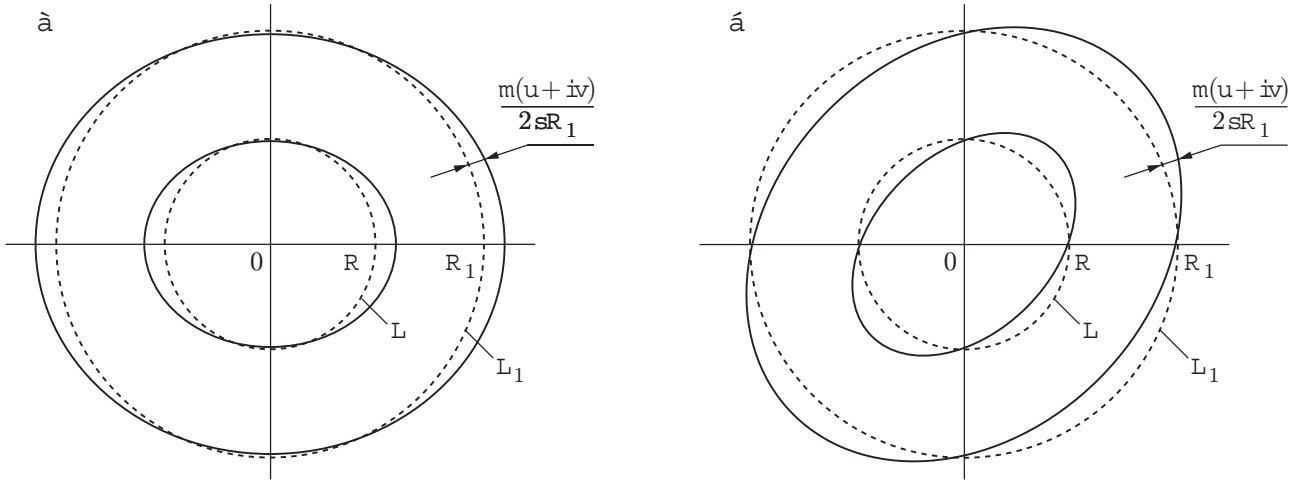 à
m(u + iv)
2sR₁
0
R
R₁
L
L₁
á
m(u + iv)
2sR₁
0
R
R₁
L
L₁